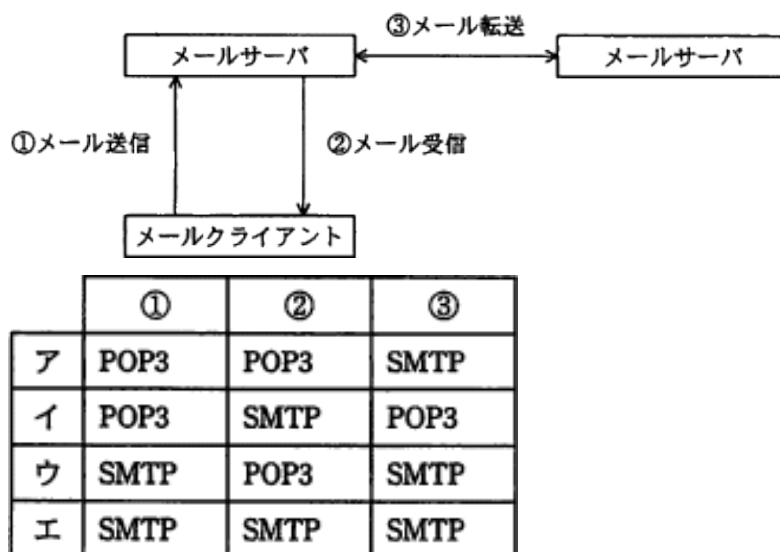 ③メール転送
メールサーバ
メールサーバ
①メール送信
②メール受信
メールクライアント
① ② ③
ア POP3 POP3 SMTP
イ POP3 SMTP POP3
ウ SMTP POP3 SMTP
エ SMTP SMTP SMTP